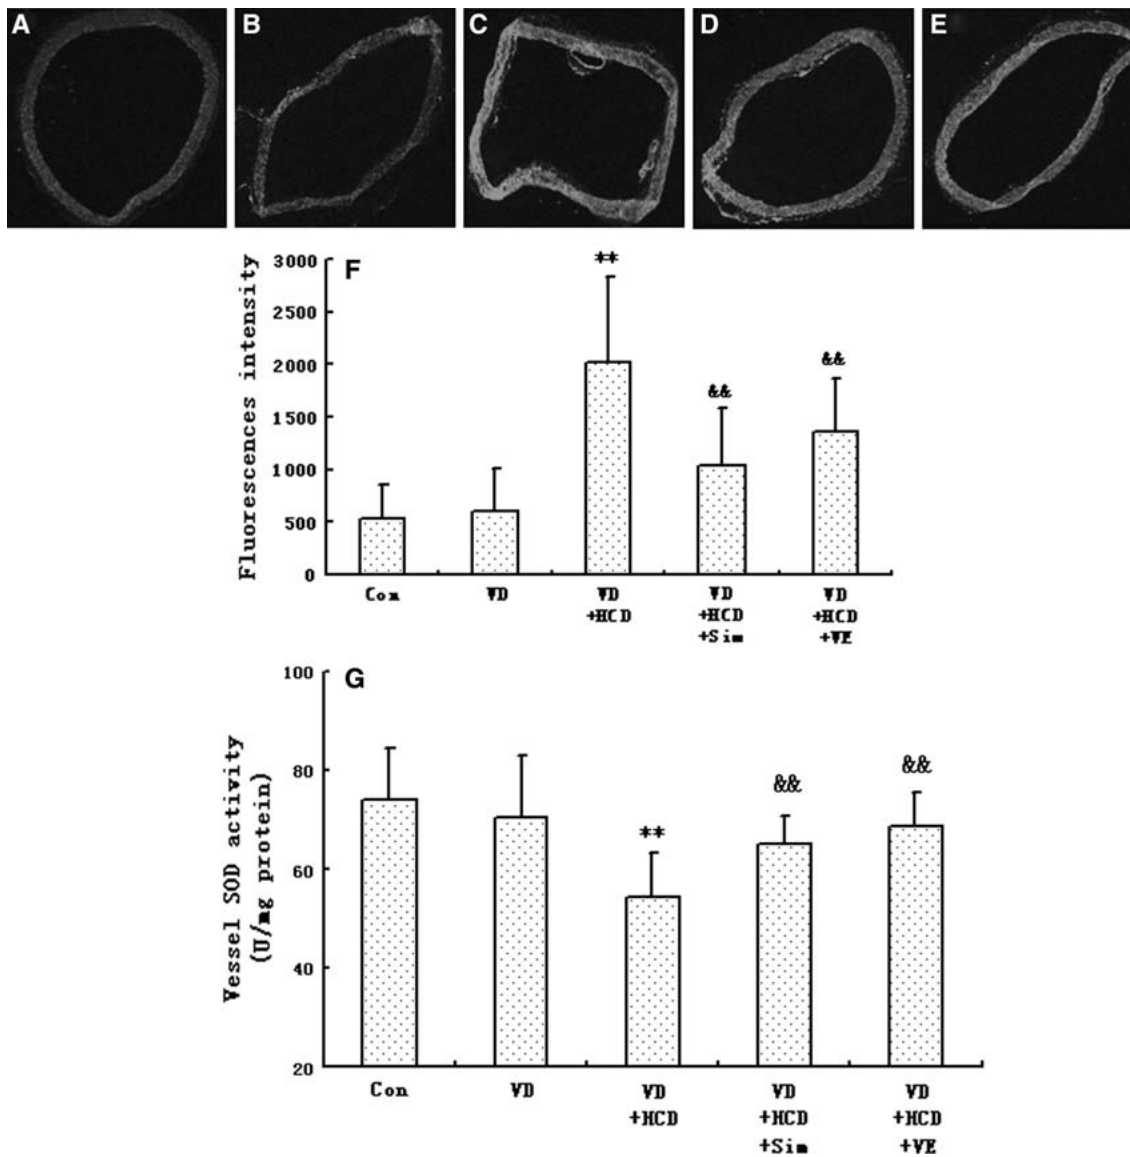 A B C D E
F
Fluorescences intensity
3000
2500
2000
1500
1000
500
0
**
&&
&&
Con VD VD VD VD
+HCD +HCD +HCD
+Sim +VE
G
Vessel SOD activity
(U/mg protein)
100
80
60
40
20
**
&&
&&
Con VD VD VD VD
+HCD +HCD +HCD
+Sim +VE